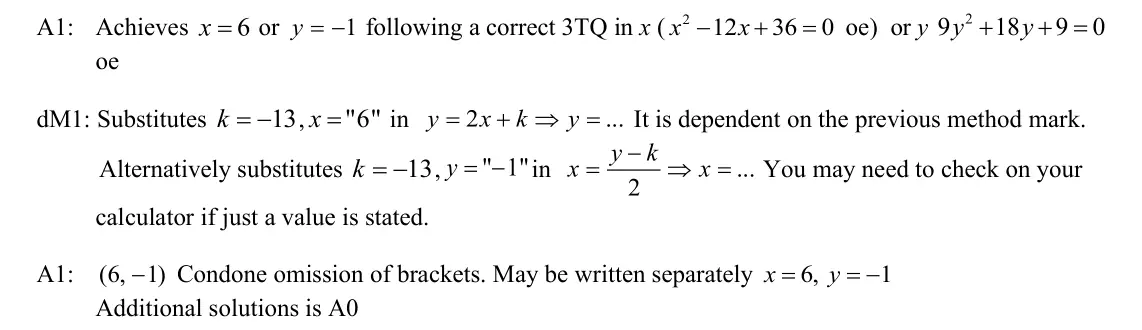 A1: Achieves x = 6 or y = −1 following a correct 3TQ in x (x² −12x+36 = 0 oe) or y 9y² +18y+9 = 0
oe
dM1: Substitutes k = −13, x = "6" in y = 2x + k ⇒ y = ... It is dependent on the previous method mark.
Alternatively substitutes k = −13, y = "−1" in x = (y − k)/2 ⇒ x = ... You may need to check on your
calculator if just a value is stated.
A1: (6, −1) Condone omission of brackets. May be written separately x = 6, y = −1
Additional solutions is A0